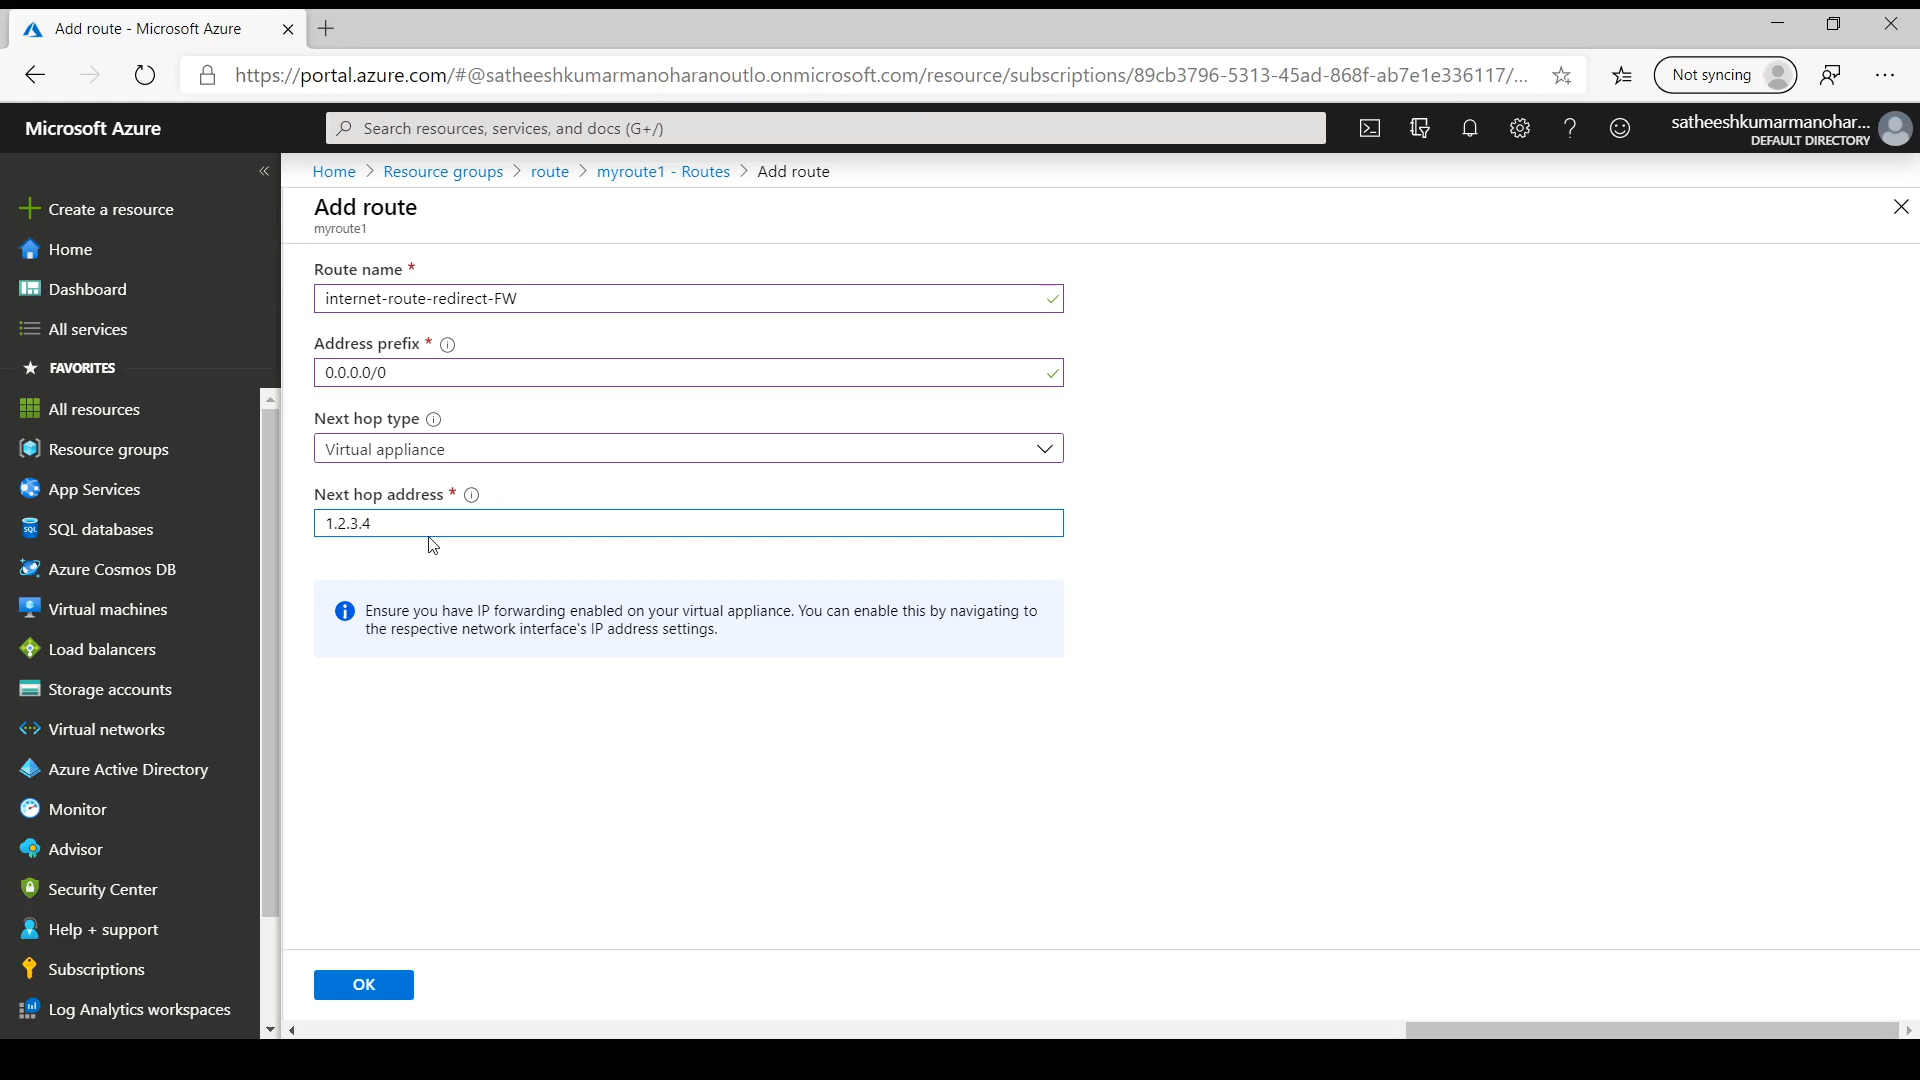 Add route - Microsoft Azure
https://portal.azure.com/#@satheeshkumarmanoharanoutlo.onmicrosoft.com/resource/subscriptions/89cb3796-5313-45ad-868f-ab7e1e336117/...
Not syncing
Microsoft Azure
Search resources, services, and docs (G+/)
satheeshkumarmanohar...
DEFAULT DIRECTORY
Home > Resource groups > route > myroute1 - Routes > Add route
Add route
myroute1
Create a resource
Home
Dashboard
All services
FAVORITES
All resources
Resource groups
App Services
SQL databases
Azure Cosmos DB
Virtual machines
Load balancers
Storage accounts
Virtual networks
Azure Active Directory
Monitor
Advisor
Security Center
Help + support
Subscriptions
Log Analytics workspaces
Route name *
internet-route-redirect-FW
Address prefix *
0.0.0.0/0
Next hop type
Virtual appliance
Next hop address *
1.2.3.4
Ensure you have IP forwarding enabled on your virtual appliance. You can enable this by navigating to
the respective network interface's IP address settings.
OK